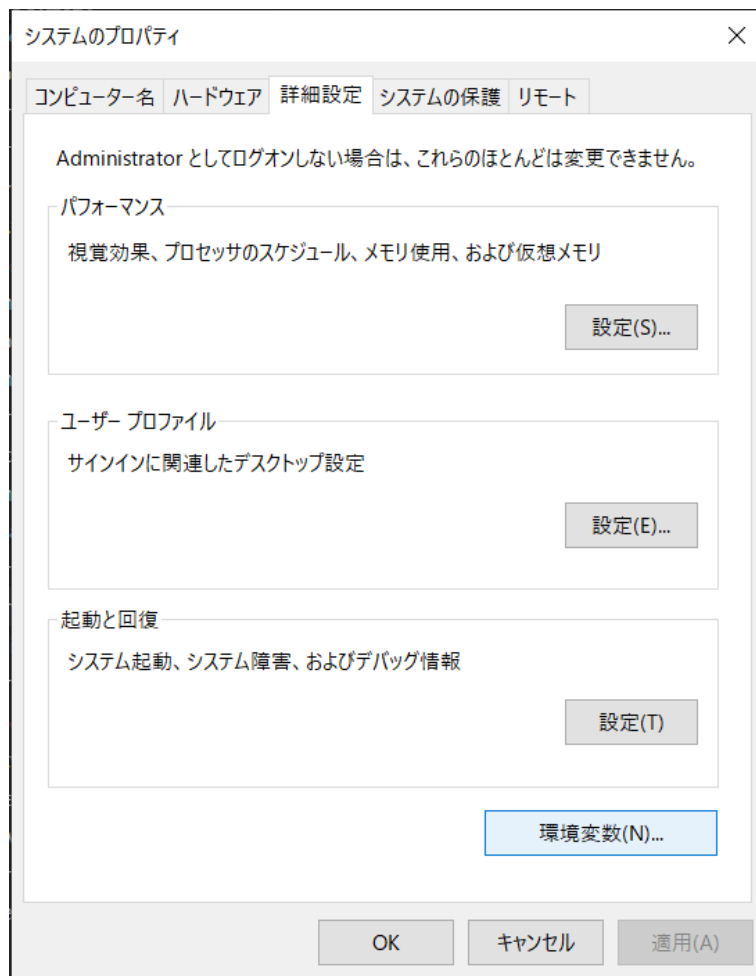 システムのプロパティ
コンピューター名 ハードウェア 詳細設定 システムの保護 リモート
Administrator としてログオンしない場合は、これらのほとんどは変更できません。
パフォーマンス
視覚効果、プロセッサのスケジュール、メモリ使用、および仮想メモリ
設定(S)...
ユーザー プロファイル
サインインに関連したデスクトップ設定
設定(E)...
起動と回復
システム起動、システム障害、およびデバッグ情報
設定(T)
環境変数(N)...
OK キャンセル 適用(A)